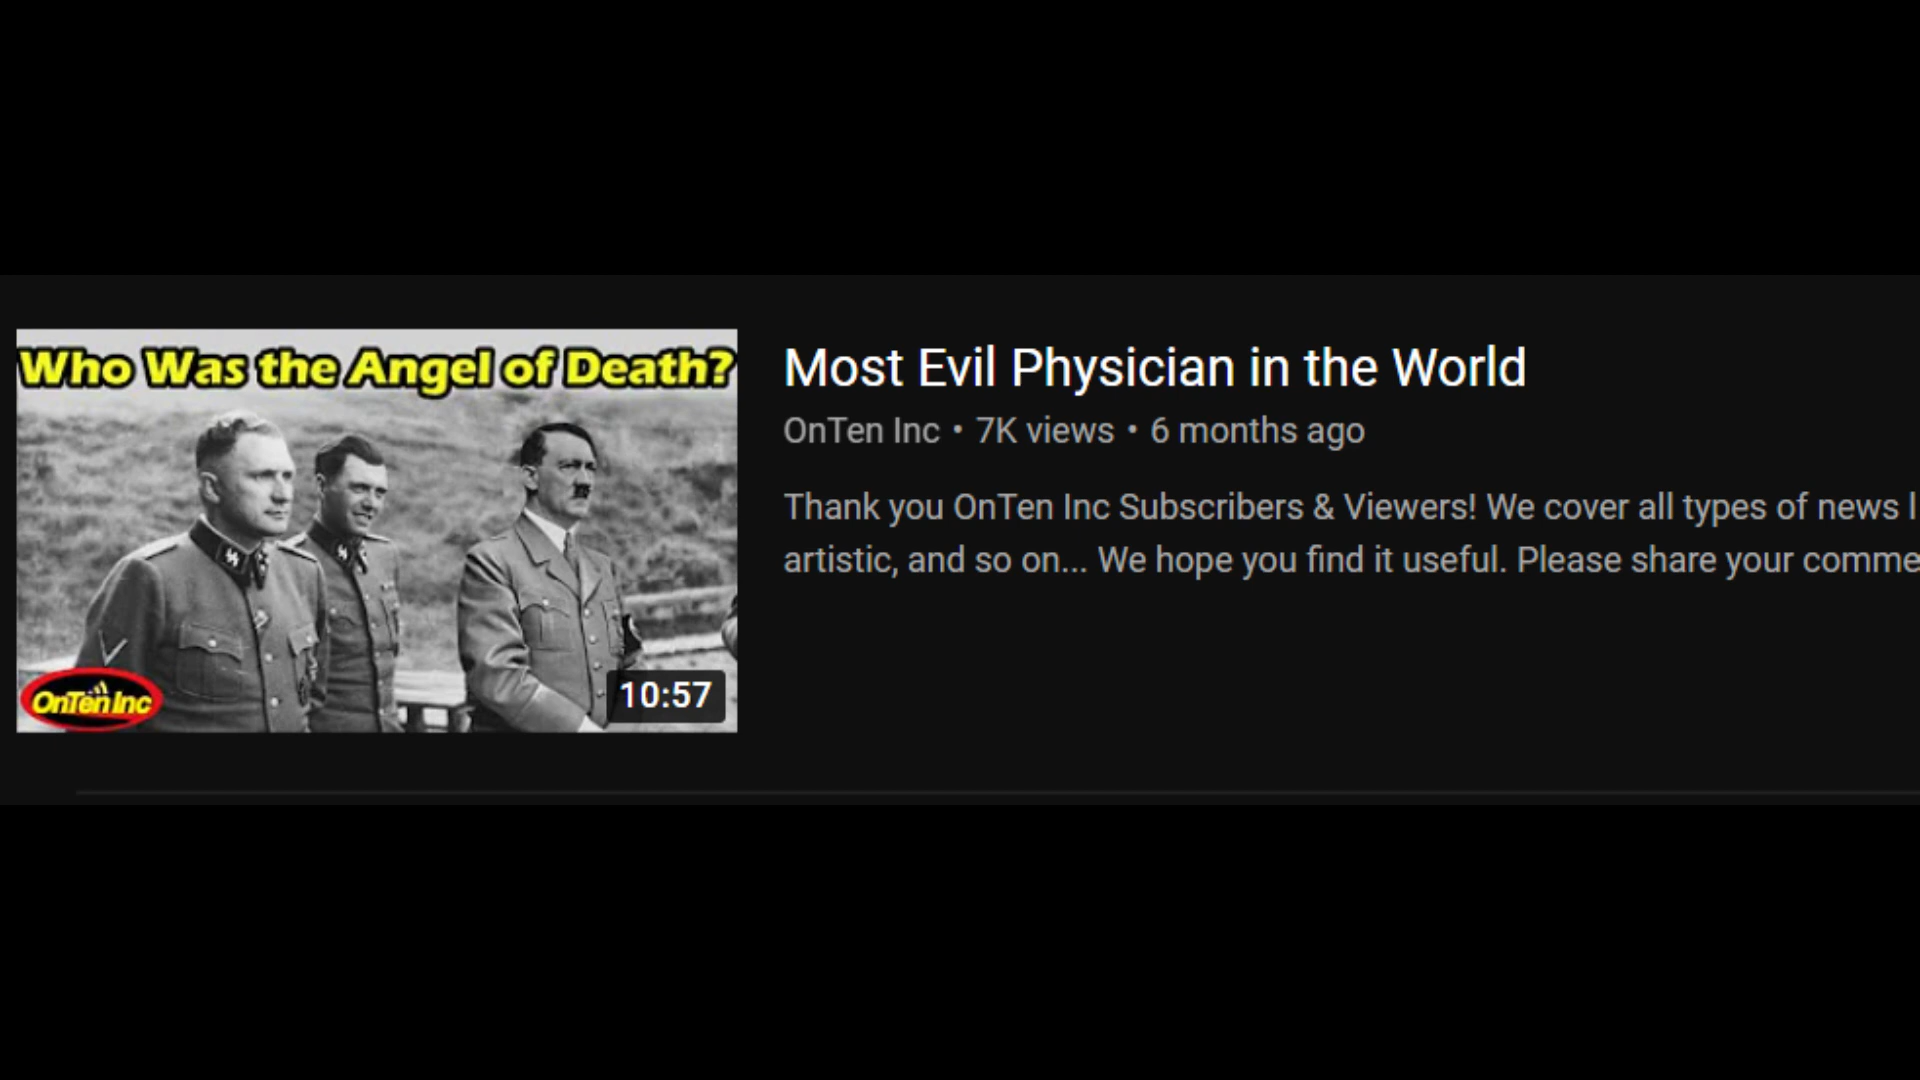 Who Was the Angel of Death?
OnTen Inc
10:57
Most Evil Physician in the World
OnTen Inc • 7K views • 6 months ago
Thank you OnTen Inc Subscribers & Viewers! We cover all types of news l
artistic, and so on... We hope you find it useful. Please share your comme